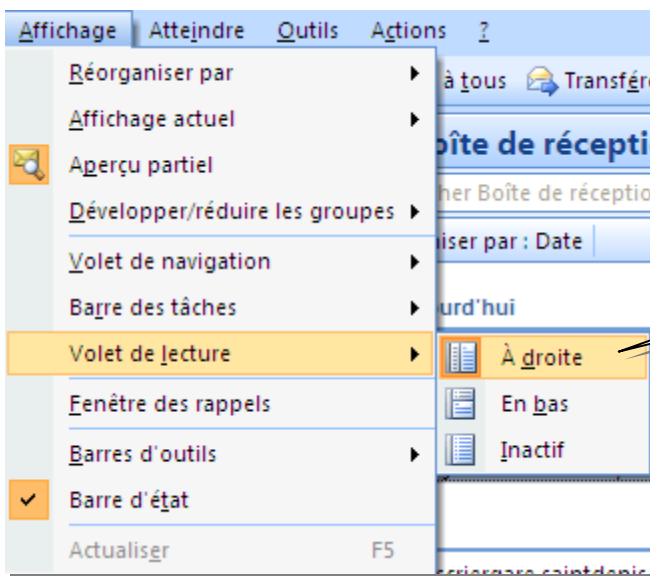 Affichage Atteindre Outils Actions ?
Réorganiser par
à tous Transfére
Affichage actuel
oîte de récepti
Aperçu partiel
her Boîte de réceptio
Développer/réduire les groupes
iser par : Date
Volet de navigation
Barre des tâches
urd'hui
Volet de lecture
À droite
Fenêtre des rappels
En bas
Barres d'outils
Inactif
Barre d'état
Actualiser F5